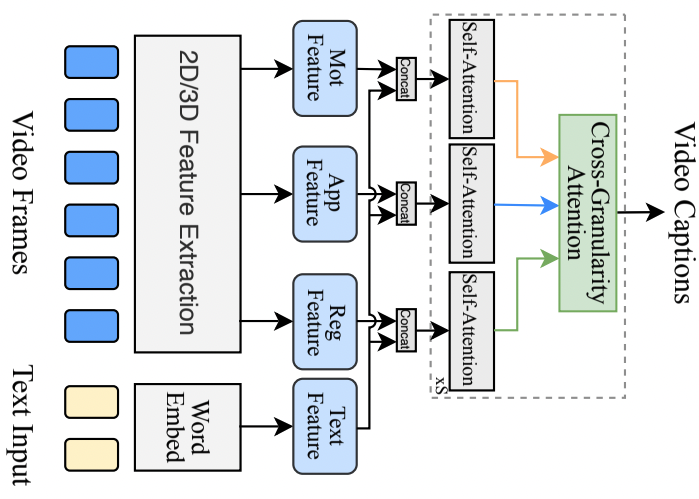 Video Captions
Cross-Granularity
Attention
Self-Attention
Self-Attention
Self-Attention
xS
Concat
Concat
Concat
Mot
Feature
App
Feature
Reg
Feature
Text
Feature
2D/3D Feature Extraction
Word
Embed
Video Frames
Text Input